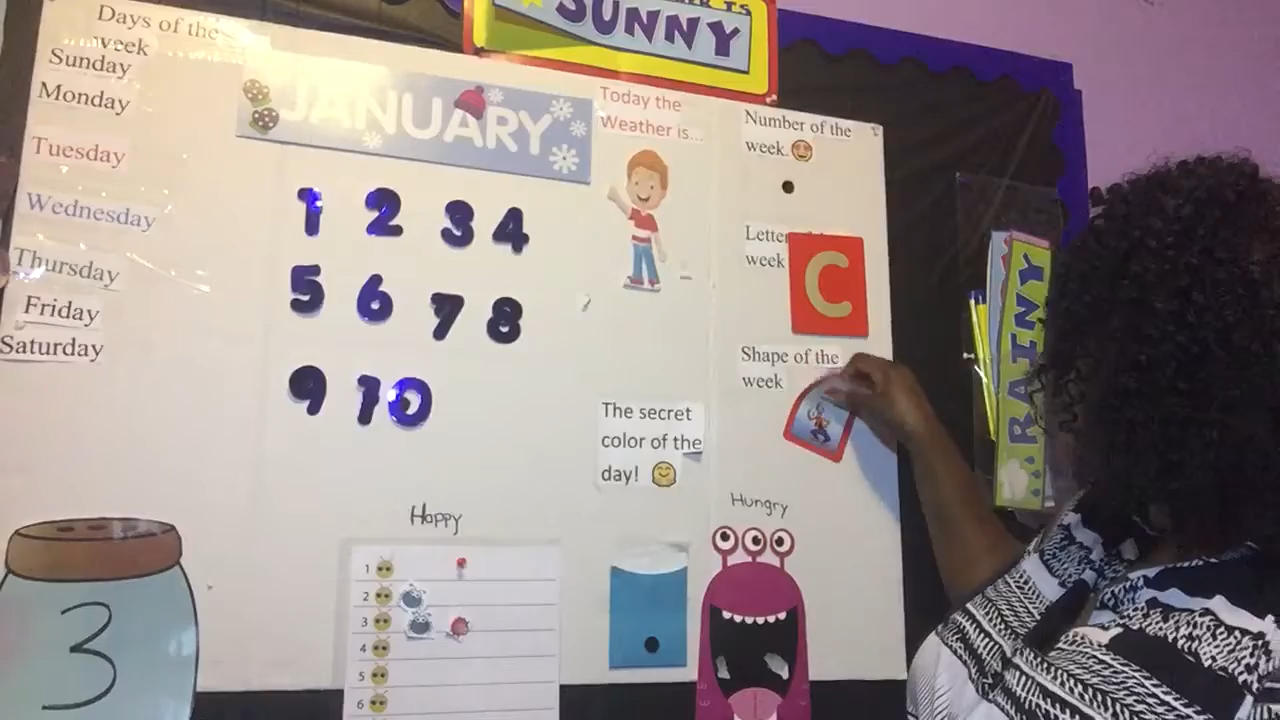 IS
SUNNY
Days of the
week
Sunday
Monday
Tuesday
Wednesday
Thursday
Friday
Saturday
JANUARY
1 2 3 4
5 6 7 8
9 10
Today the
Weather is...
The secret
color of the
day! 🤗
Number of the
week. 🤩
week
C
Shape of the
week
RAINY
Happy
1
2
3
4
5
6
Hungry
3